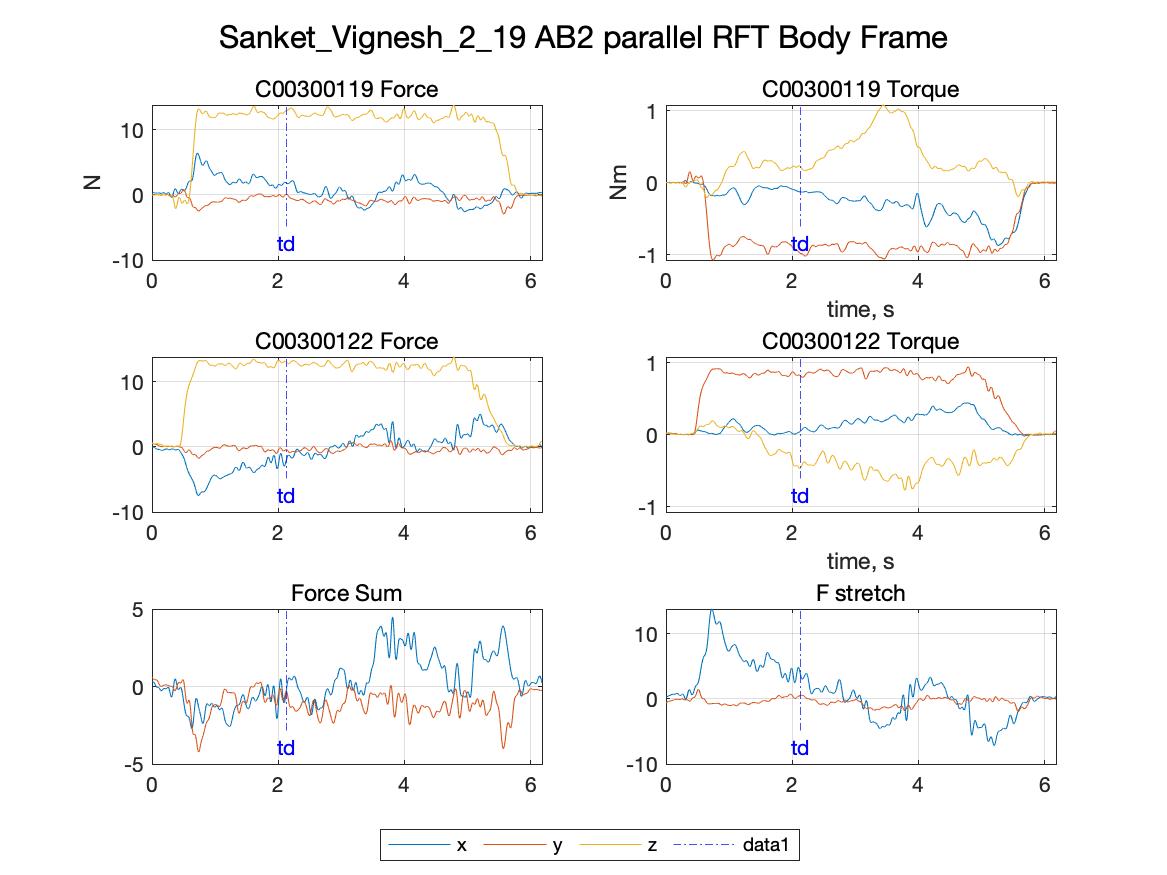 Sanket_Vignesh_2_19 AB2 parallel RFT Body Frame
C00300119 Force
N
10
0
-10
td
0 2 4 6
C00300119 Torque
Nm
1
0
-1
td
0 2 4 6
time, s
C00300122 Force
10
0
-10
td
0 2 4 6
C00300122 Torque
1
0
-1
td
0 2 4 6
time, s
Force Sum
5
0
-5
td
0 2 4 6
F stretch
10
0
-10
td
0 2 4 6
x y z data1